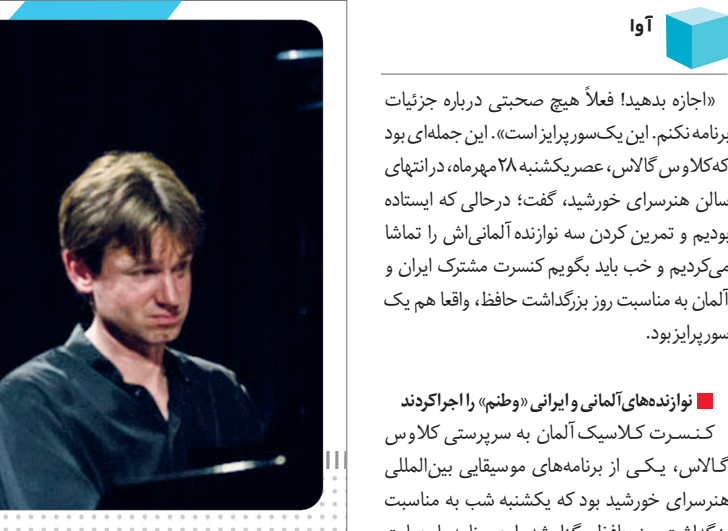 آوا
«اجازه بدهید! فعلاً هیچ صحبتی درباره جزئیات
برنامه نکنم. این یک سورپرایز است». این جمله‌ای بود
که کلاوس گالاس، عصر یکشنبه ۲۸ مهرماه، در انتهای
سالن هنرسرای خورشید، گفت؛ درحالی که ایستاده
بودیم و تمرین کردن سه نوازنده آلمانی‌اش را تماشا
می‌کردیم و خب باید بگویم کنسرت مشترک ایران و
آلمان به مناسبت روز بزرگداشت حافظ، واقعا هم یک
سورپرایز بود.
نوازنده‌های آلمانی و ایرانی «وطنم» را اجرا کردند
کنسرت کلاسیک آلمان به سرپرستی کلاوس
گالاس، یکی از برنامه‌های موسیقایی بین‌المللی
هنرسرای خورشید بود که یکشنبه شب به مناسبت